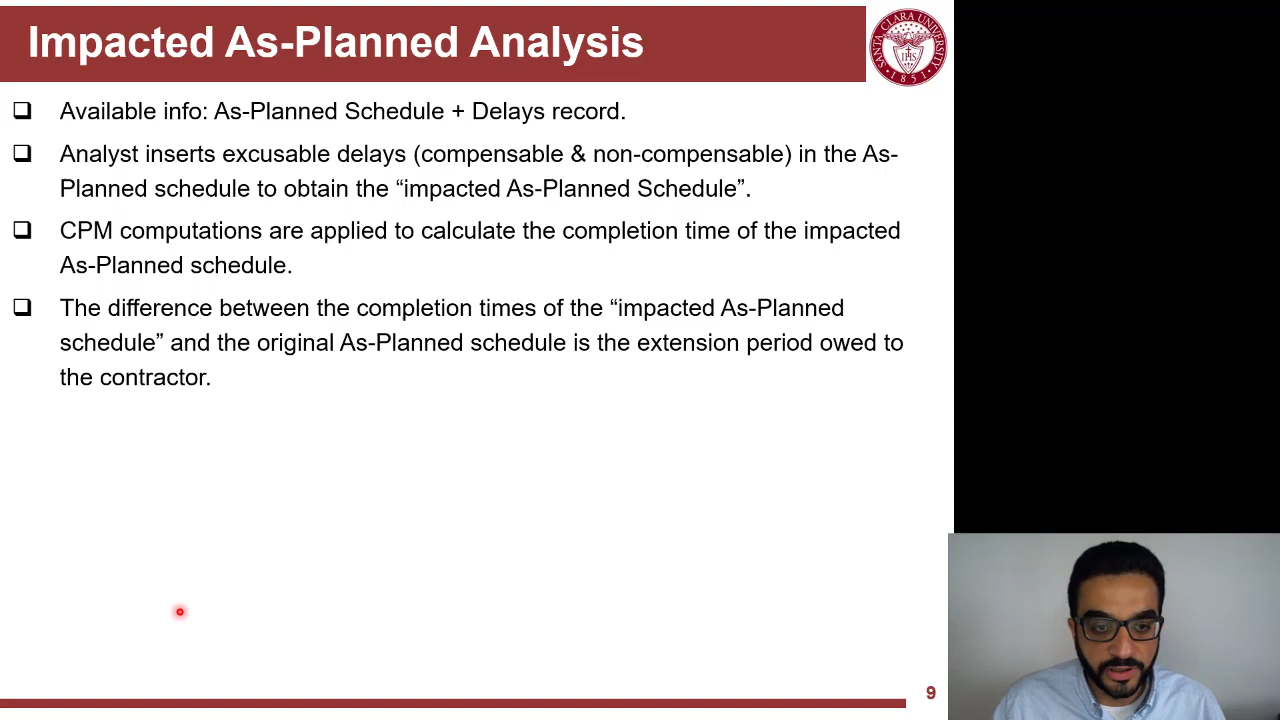 Impacted As-Planned Analysis
SANTA CLARA UNIVERSITY
IHS
1851
Available info: As-Planned Schedule + Delays record.
Analyst inserts excusable delays (compensable & non-compensable) in the As-
Planned schedule to obtain the “impacted As-Planned Schedule”.
CPM computations are applied to calculate the completion time of the impacted
As-Planned schedule.
The difference between the completion times of the “impacted As-Planned
schedule” and the original As-Planned schedule is the extension period owed to
the contractor.
9